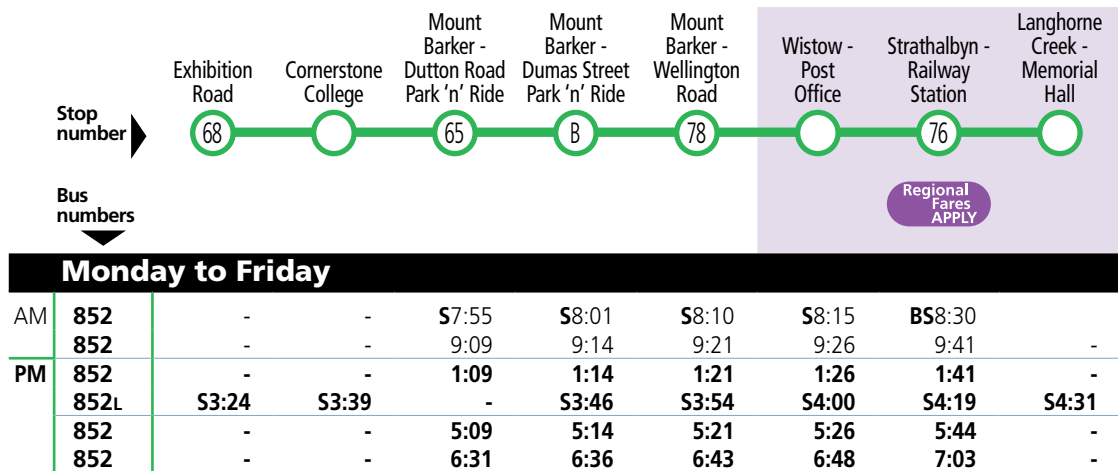 Exhibition
Road
Cornerstone
College
Mount
Barker -
Dutton Road
Park ‘n’ Ride
Mount
Barker -
Dumas Street
Park ‘n’ Ride
Mount
Barker -
Wellington
Road
Wistow -
Post
Office
Strathalbyn -
Railway
Station
Langhorne
Creek -
Memorial
Hall
Stop
number
68 65 B 78 76
Regional
Fares
APPLY
Bus
numbers
Monday to Friday
AM 852 - - S7:55 S8:01 S8:10 S8:15 BS8:30
852 - - 9:09 9:14 9:21 9:26 9:41 -
PM 852 - - 1:09 1:14 1:21 1:26 1:41 -
852L S3:24 S3:39 - S3:46 S3:54 S4:00 S4:19 S4:31
852 - - 5:09 5:14 5:21 5:26 5:44 -
852 - - 6:31 6:36 6:43 6:48 7:03 -